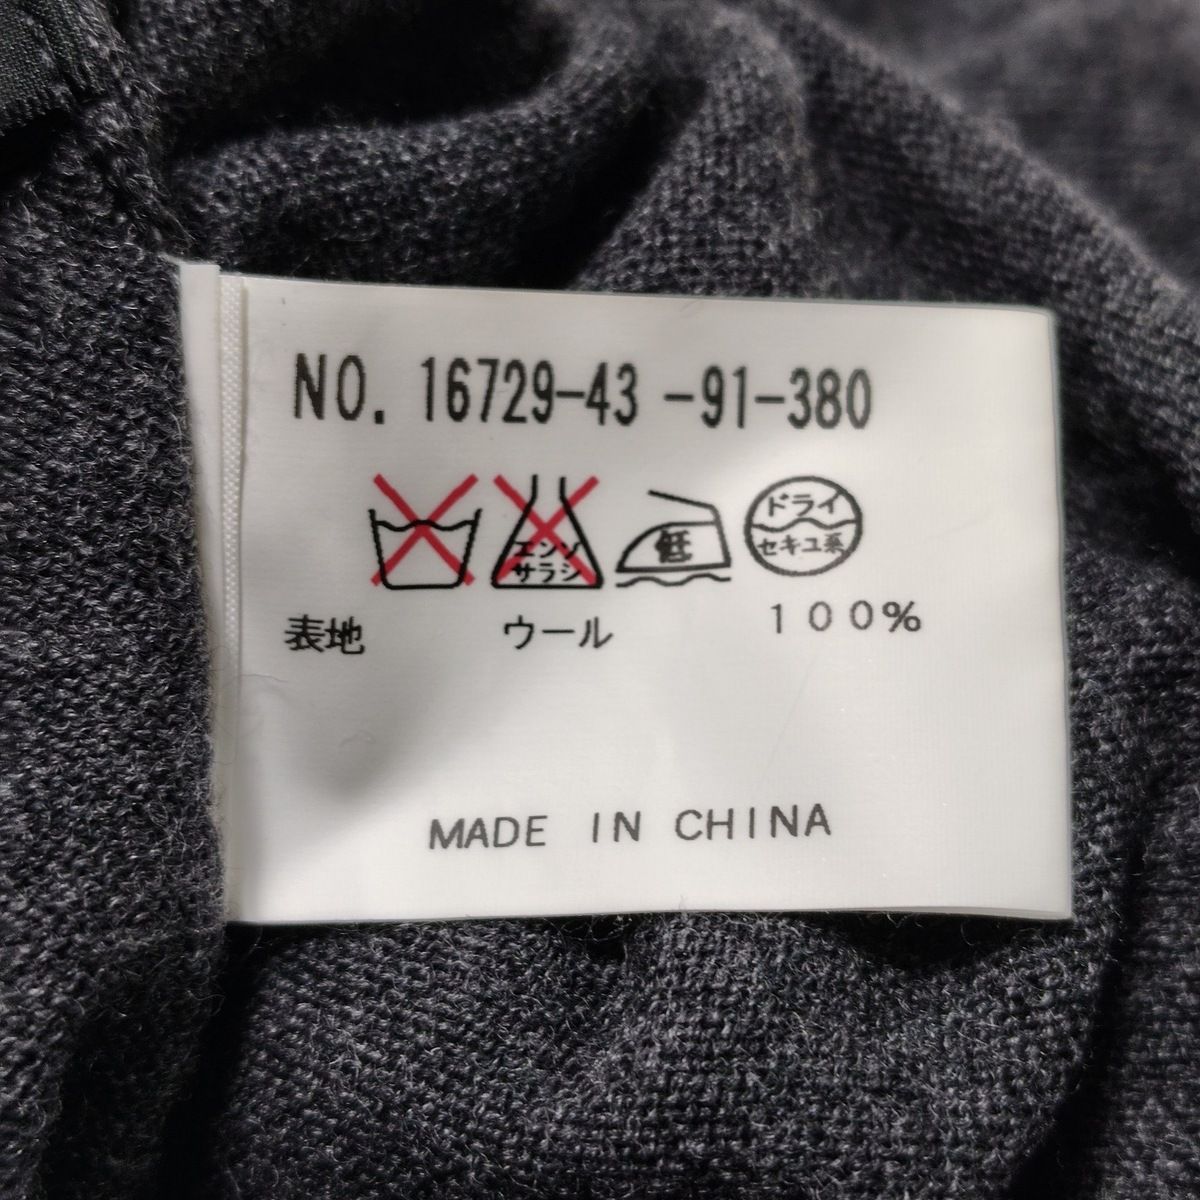 NO. 16729-43 -91-380
エンソ
サラシ
低
ドライ
セキユ系
表地 ウール 100%
MADE IN CHINA